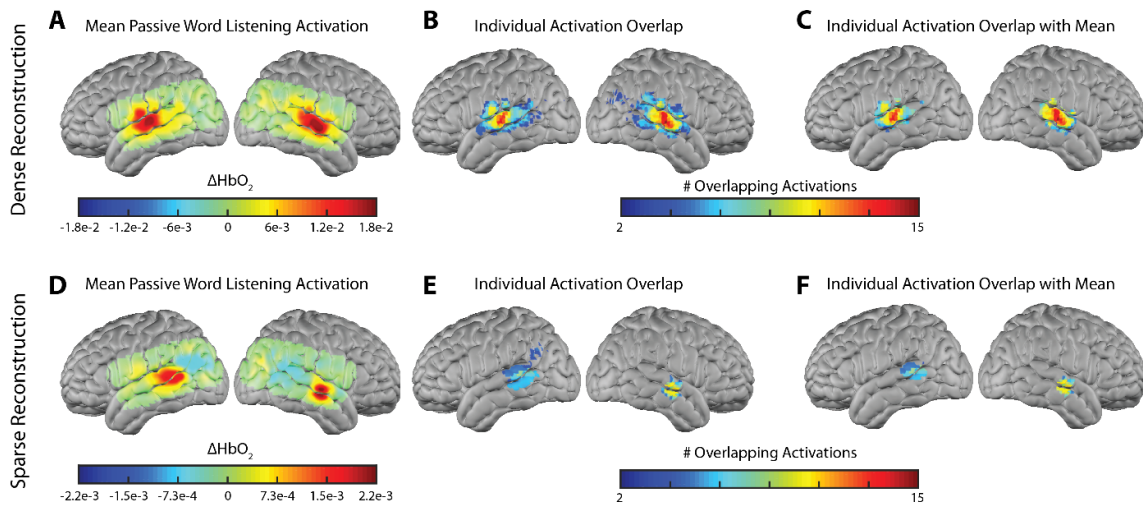 Dense Reconstruction
A Mean Passive Word Listening Activation
B Individual Activation Overlap
C Individual Activation Overlap with Mean
ΔHbO₂
-1.8e-2 -1.2e-2 -6e-3 0 6e-3 1.2e-2 1.8e-2
# Overlapping Activations
2 15
Sparse Reconstruction
D Mean Passive Word Listening Activation
E Individual Activation Overlap
F Individual Activation Overlap with Mean
ΔHbO₂
-2.2e-3 -1.5e-3 -7.3e-4 0 7.3e-4 1.5e-3 2.2e-3
# Overlapping Activations
2 15